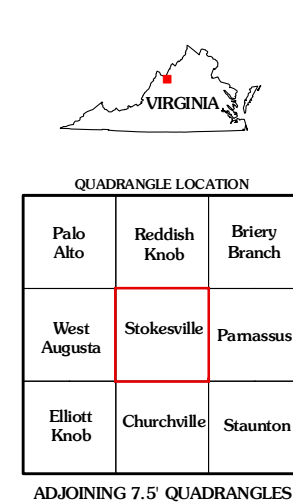 VIRGINIA
QUADRANGLE LOCATION
Palo
Alto
Reddish
Knob
Briery
Branch
West
Augusta
Stokesville
Parnassus
Elliott
Knob
Churchville
Staunton
ADJOINING 7.5' QUADRANGLES